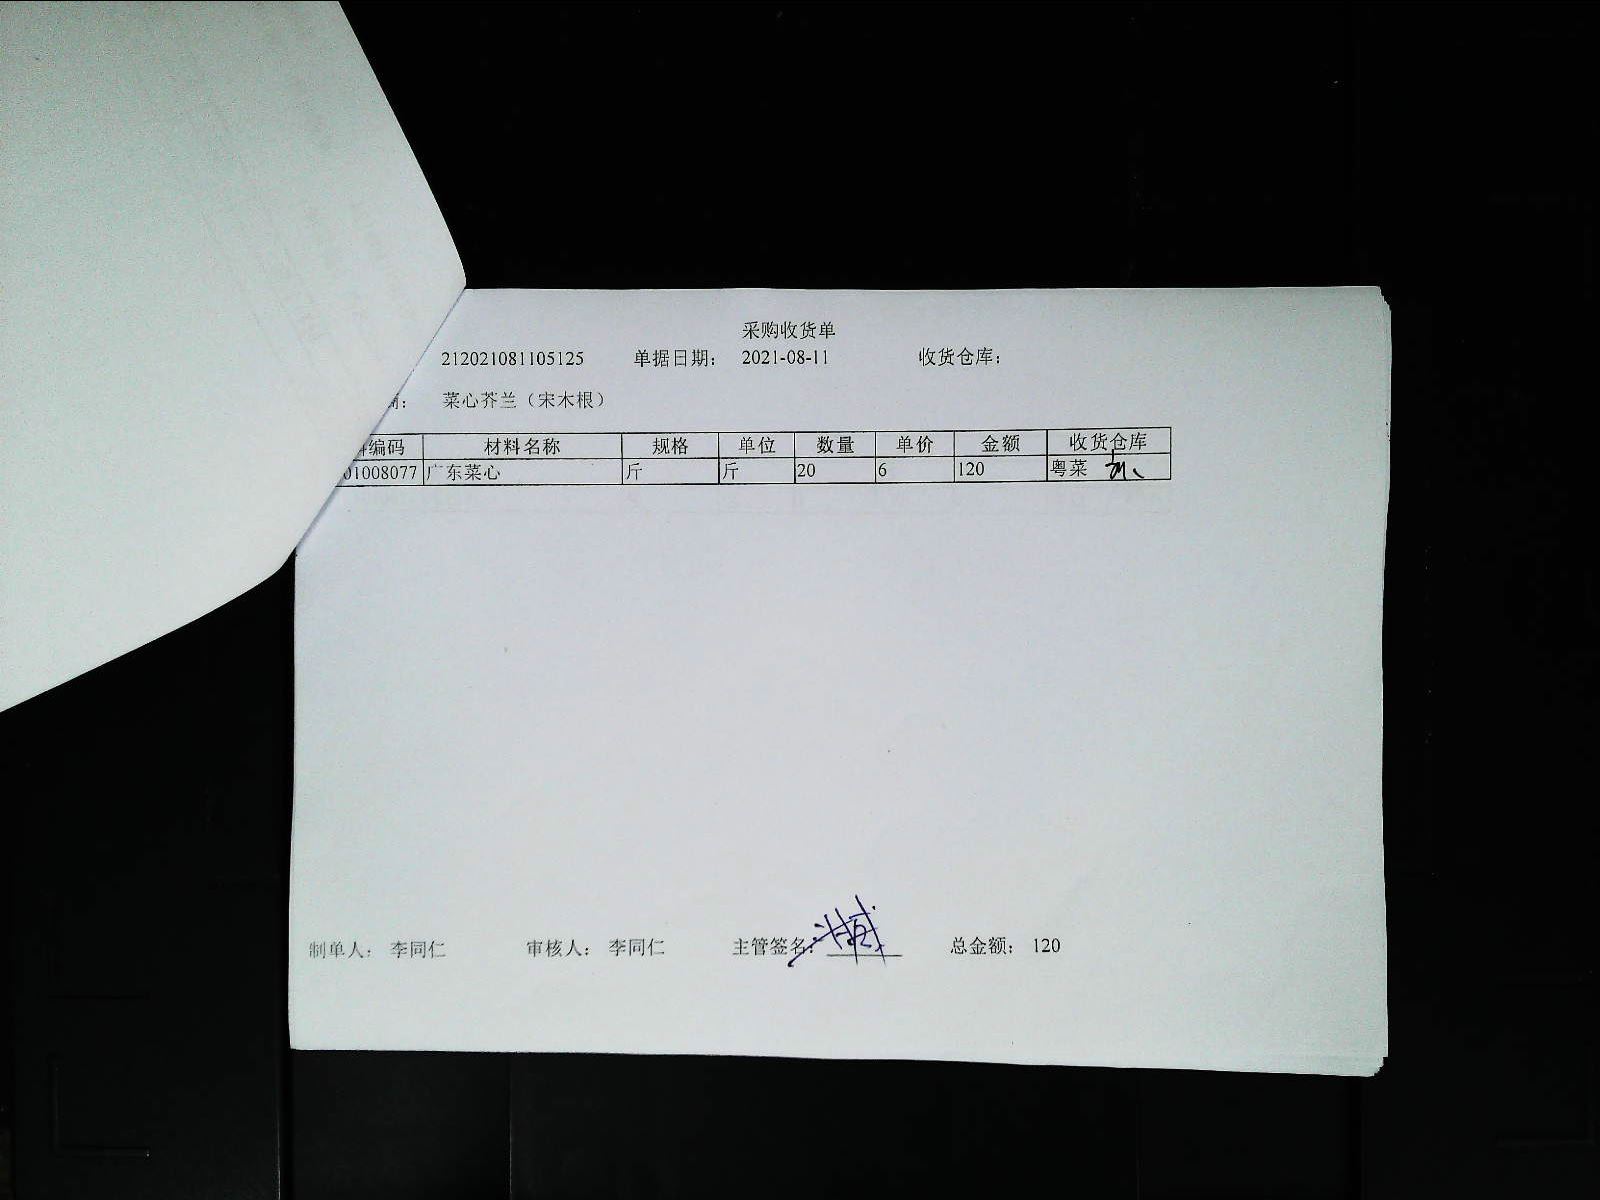 采购收货单
212021081105125 单据日期: 2021-08-11 收货仓库:
商: 菜心芥兰（宋木根）
料编码 材料名称 规格 单位 数量 单价 金额 收货仓库
01008077 广东菜心 斤 斤 20 6 120 粤菜
制单人: 李同仁 审核人: 李同仁 主管签名: 总金额: 120